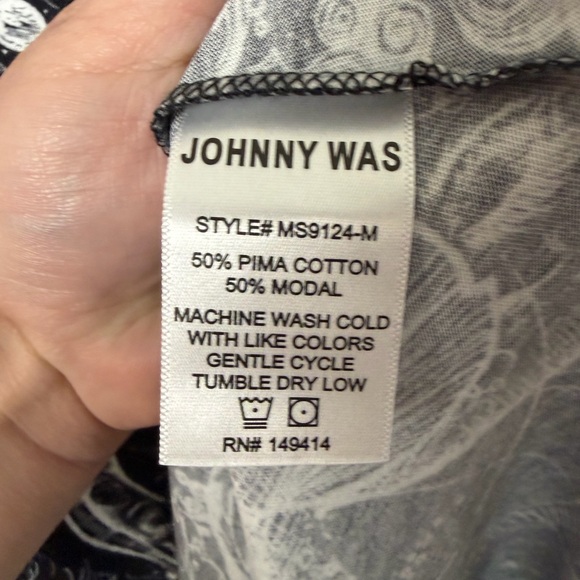 JOHNNY WAS
STYLE# MS9124-M
50% PIMA COTTON
50% MODAL
MACHINE WASH COLD
WITH LIKE COLORS
GENTLE CYCLE
TUMBLE DRY LOW
RN# 149414